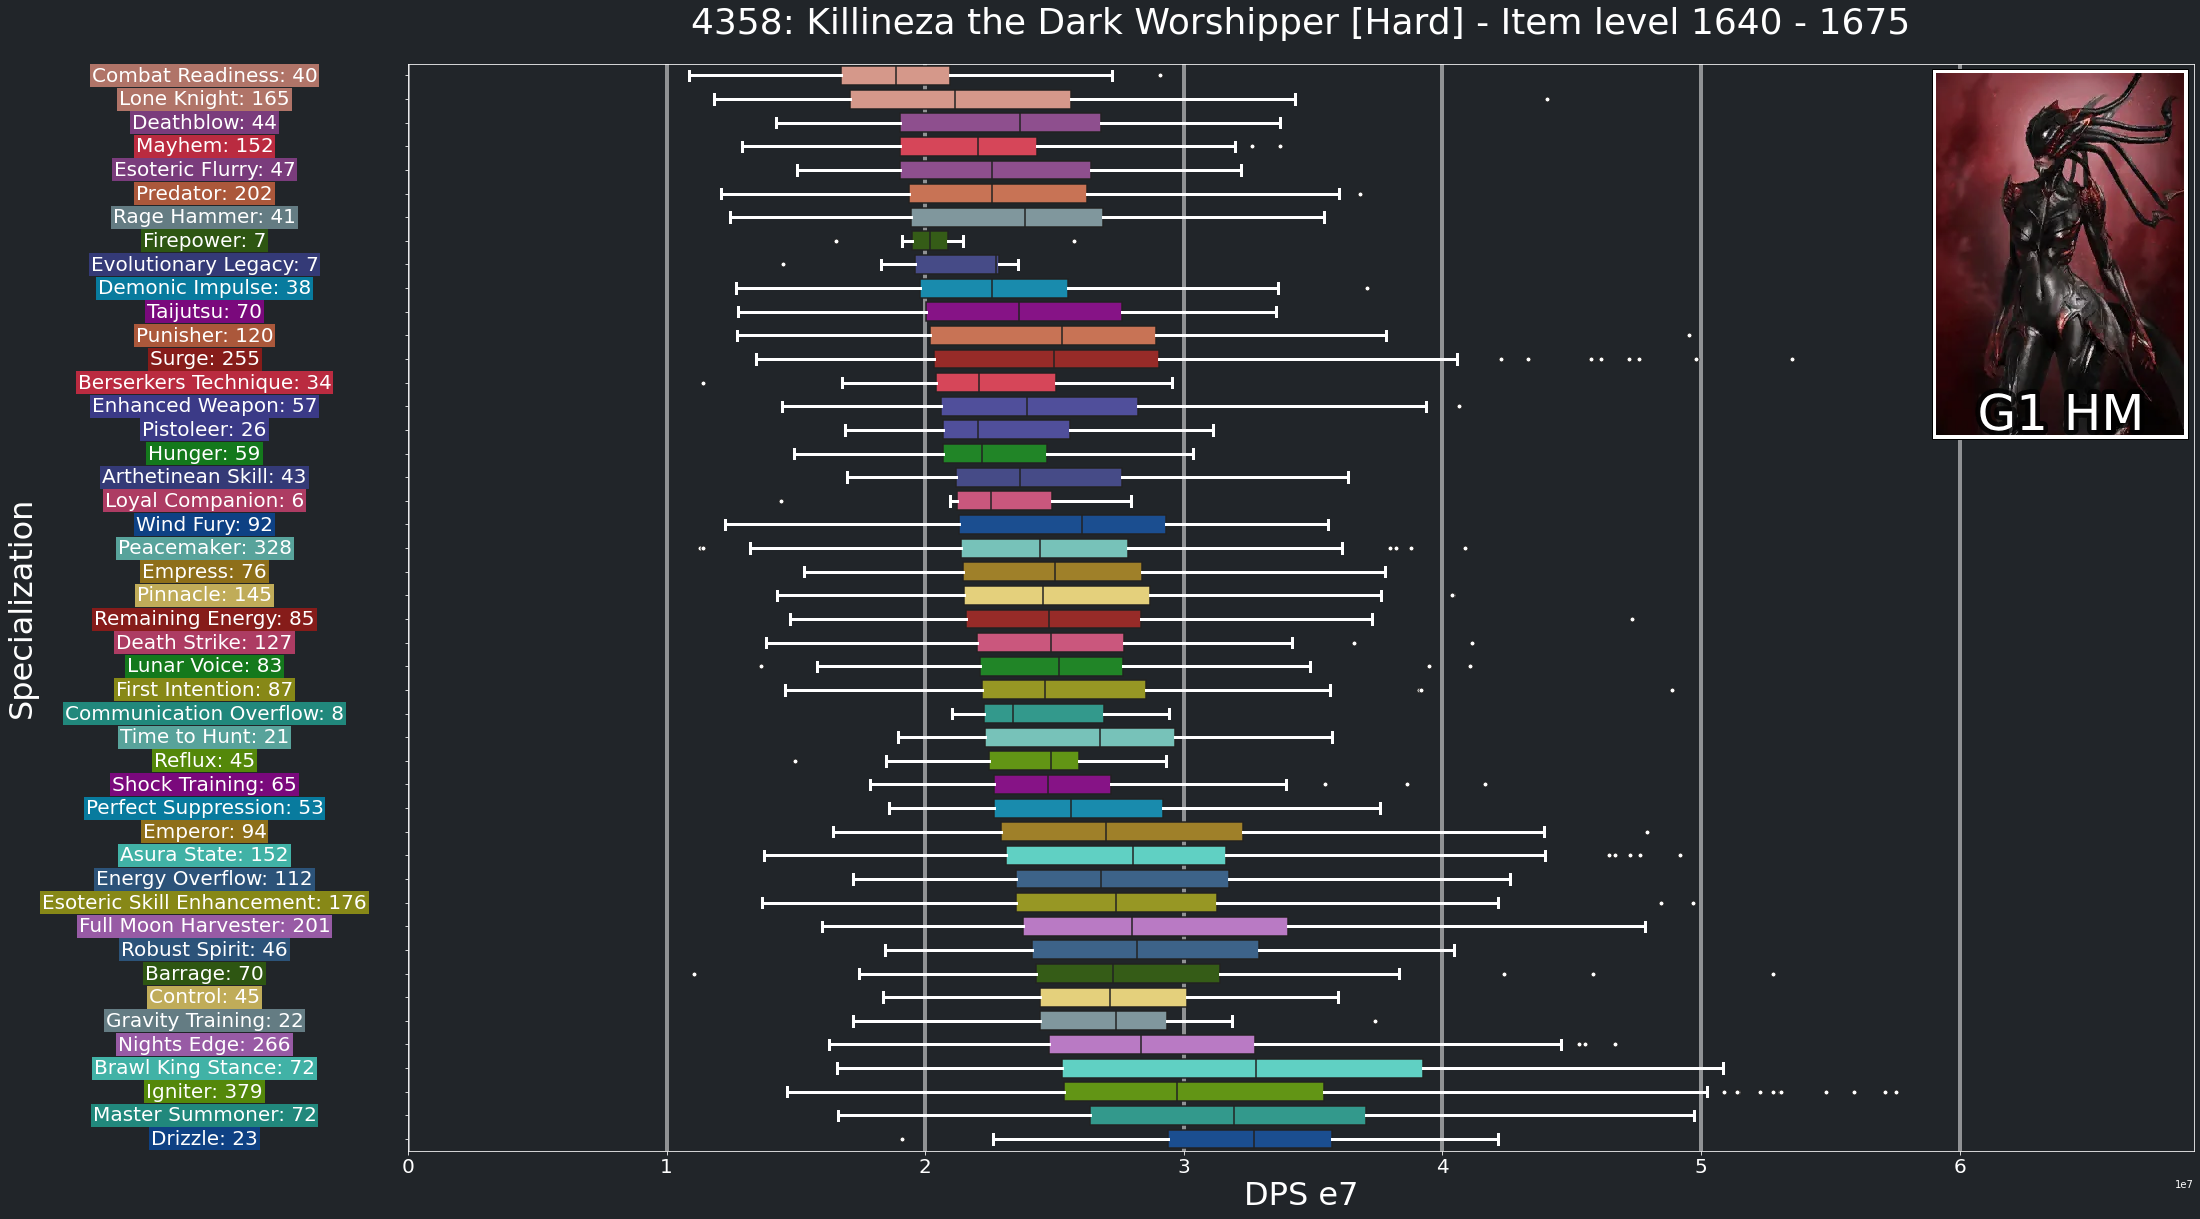 4358: Killineza the Dark Worshipper [Hard] - Item level 1640 - 1675
Combat Readiness: 40
Lone Knight: 165
Deathblow: 44
Mayhem: 152
Esoteric Flurry: 47
Predator: 202
Rage Hammer: 41
Firepower: 7
Evolutionary Legacy: 7
Demonic Impulse: 38
Taijutsu: 70
Punisher: 120
Surge: 255
Berserkers Technique: 34
Enhanced Weapon: 57
Pistoleer: 26
Hunger: 59
Arthetinean Skill: 43
Loyal Companion: 6
Wind Fury: 92
Peacemaker: 328
Empress: 76
Pinnacle: 145
Remaining Energy: 85
Death Strike: 127
Lunar Voice: 83
First Intention: 87
Communication Overflow: 8
Time to Hunt: 21
Reflux: 45
Shock Training: 65
Perfect Suppression: 53
Emperor: 94
Asura State: 152
Energy Overflow: 112
Esoteric Skill Enhancement: 176
Full Moon Harvester: 201
Robust Spirit: 46
Barrage: 70
Control: 45
Gravity Training: 22
Nights Edge: 266
Brawl King Stance: 72
Igniter: 379
Master Summoner: 72
Drizzle: 23
Specialization
G1 HM
0 1 2 3 4 5 6
DPS e7
1e7